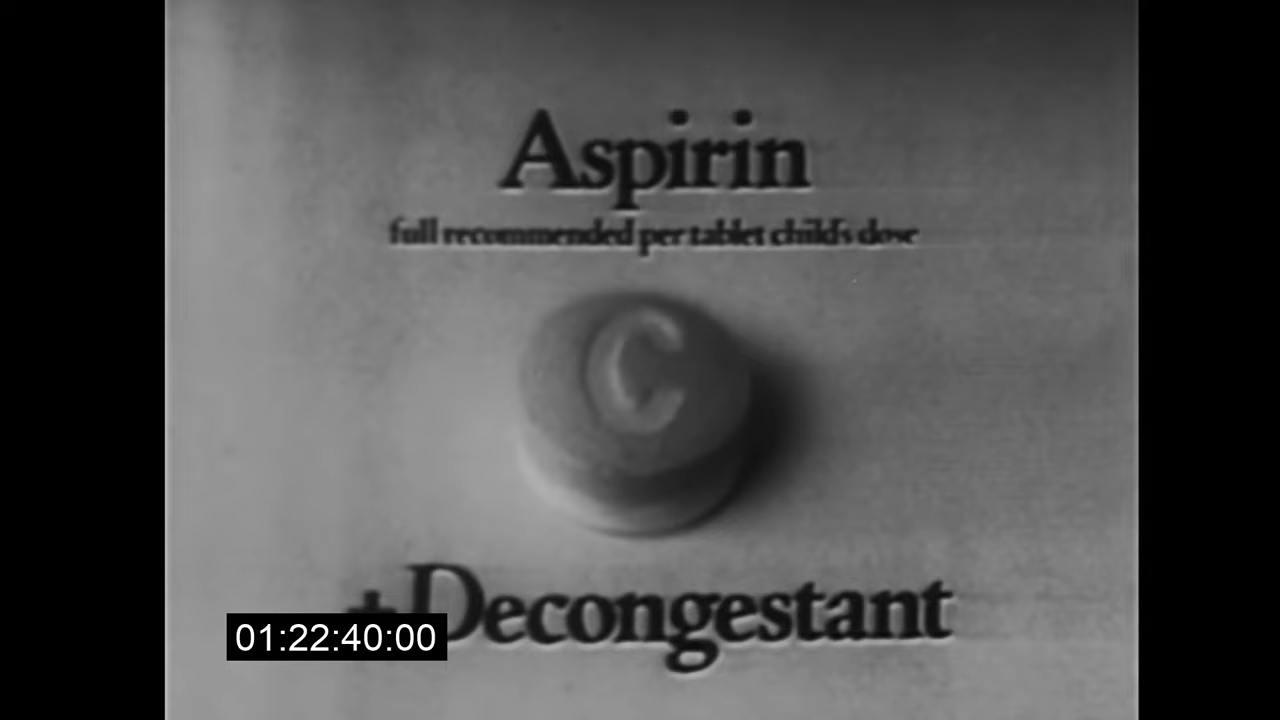 Aspirin
full recommended per tablet child's dose
C
+Decongestant
01:22:40:00